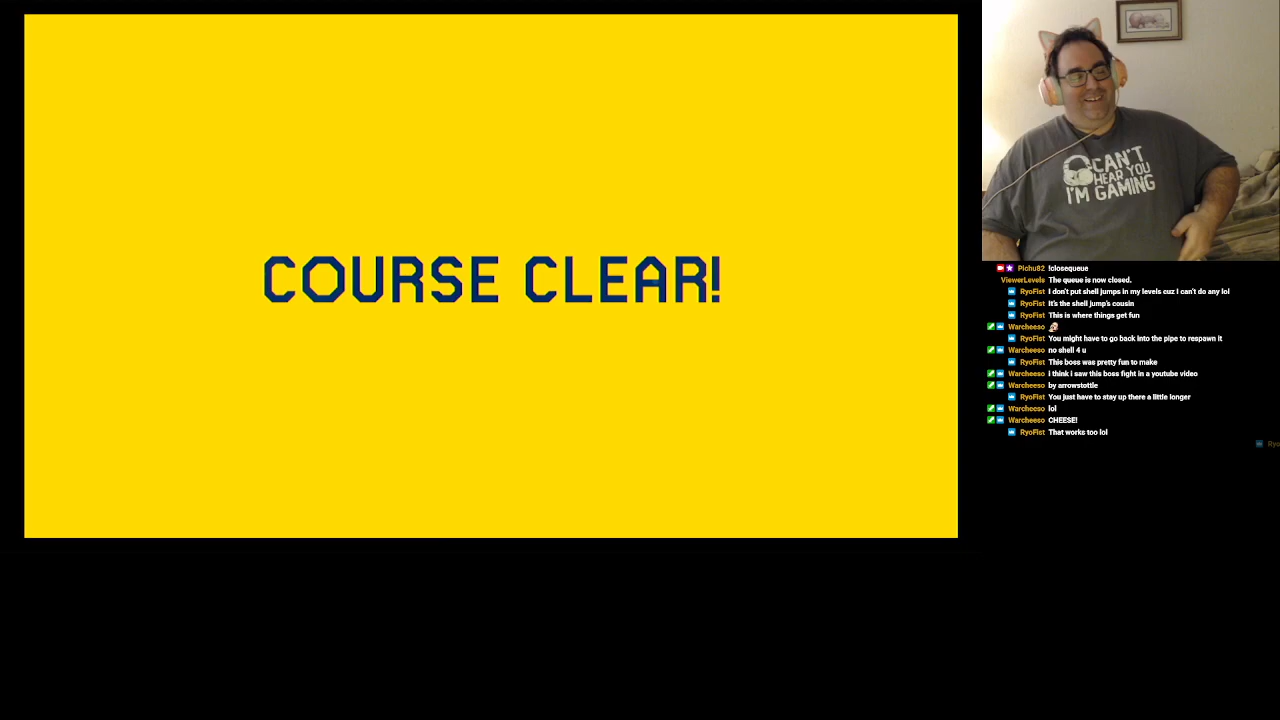 COURSE CLEAR!
CAN'T
HEAR YOU
I'M GAMING
Pichu82 !closequeue
ViewerLevels The queue is now closed.
RyoFist I don't put shell jumps in my levels cuz I can't do any lol
RyoFist It's the shell jump's cousin
RyoFist This is where things get fun
Warcheeso
RyoFist You might have to go back into the pipe to respawn it
Warcheeso no shell 4 u
RyoFist This boss was pretty fun to make
Warcheeso i think i saw this boss fight in a youtube video
Warcheeso by arrowstottle
RyoFist You just have to stay up there a little longer
Warcheeso lol
Warcheeso CHEESE!
RyoFist That works too lol